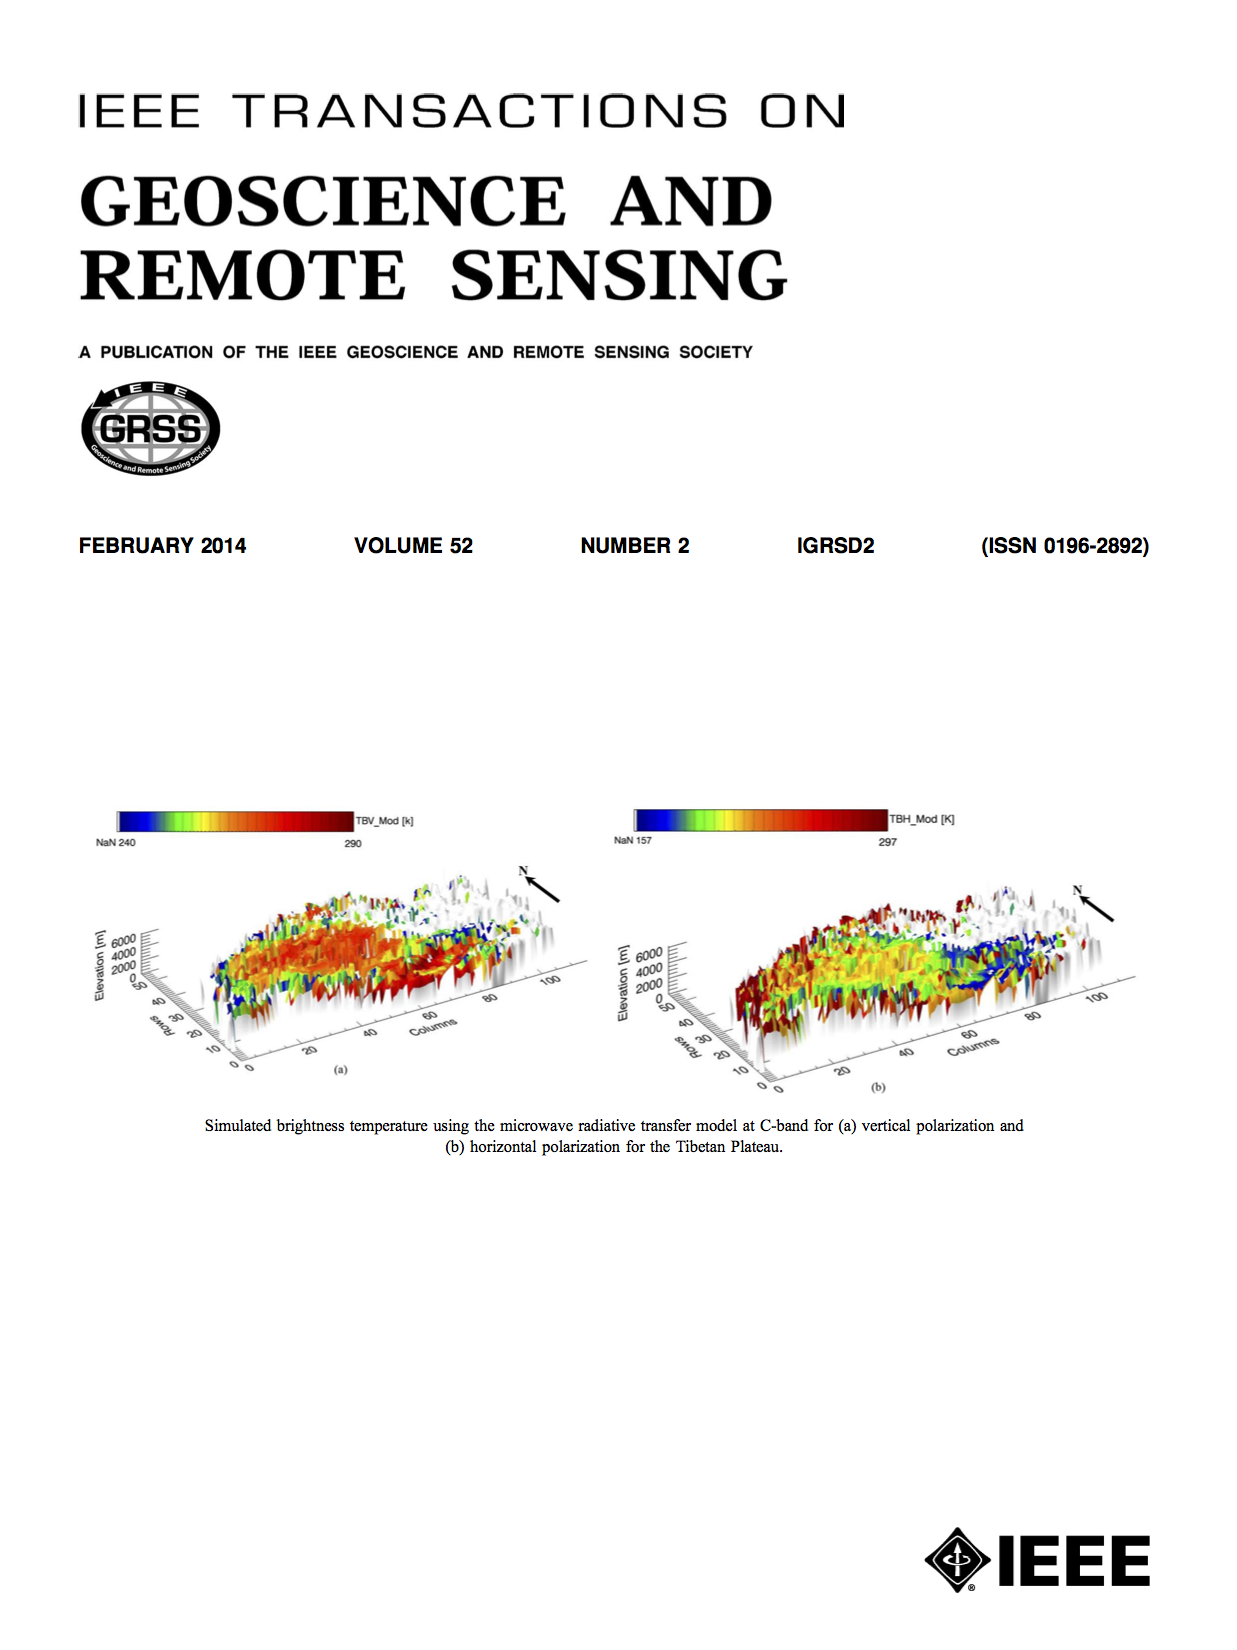 IEEE TRANSACTIONS ON
GEOSCIENCE AND
REMOTE SENSING
A PUBLICATION OF THE IEEE GEOSCIENCE AND REMOTE SENSING SOCIETY
IEEE
GRSS
Geoscience and Remote Sensing Society
FEBRUARY 2014 VOLUME 52 NUMBER 2 IGRSD2 (ISSN 0196-2892)
TBV_Mod [k]
NaN 240 290
N
Elevation [m]
6000
4000
2000
0
50
40
30
20
10
0
Rows
0
20
40
60
80
100
Columns
(a)
TBH_Mod [K]
NaN 157 297
N
Elevation [m]
6000
4000
2000
0
50
40
30
20
10
0
Rows
0
20
40
60
80
100
Columns
(b)
Simulated brightness temperature using the microwave radiative transfer model at C-band for (a) vertical polarization and
(b) horizontal polarization for the Tibetan Plateau.
IEEE
®